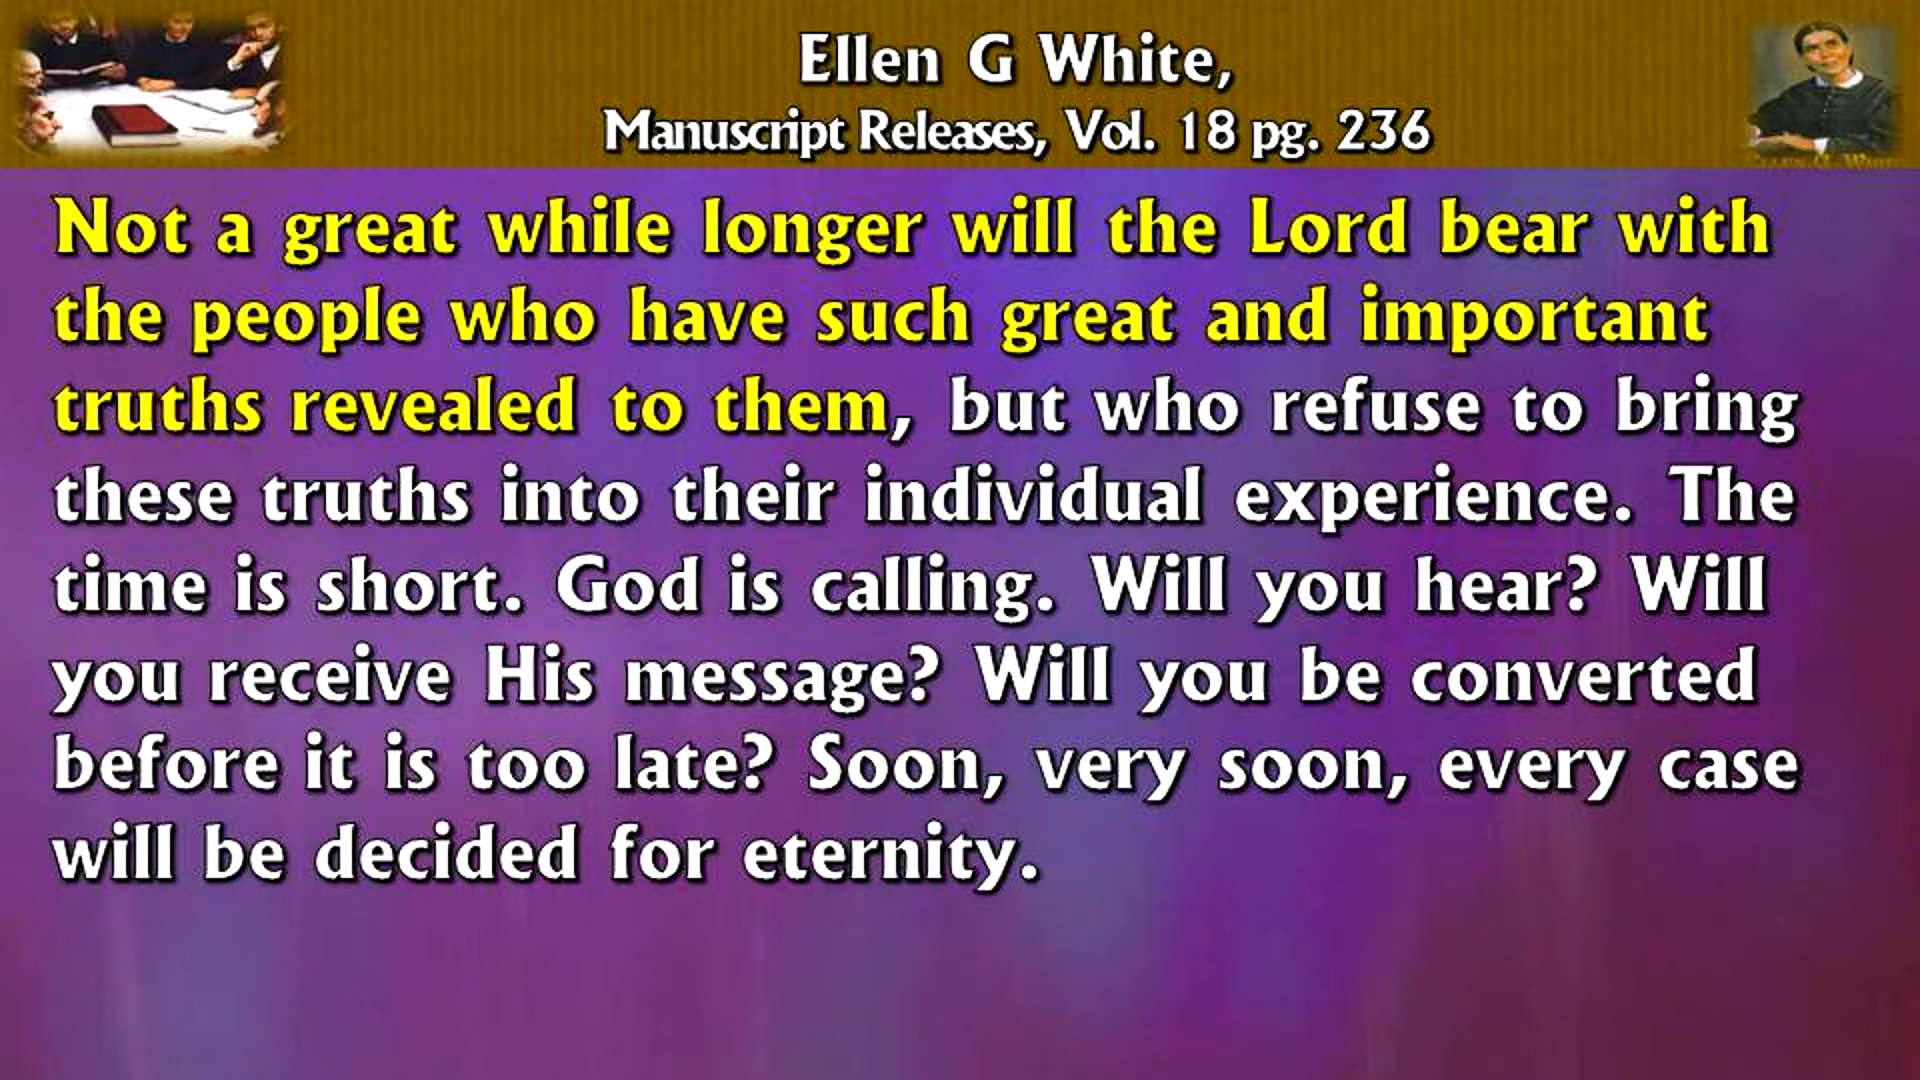 Ellen G White,
Manuscript Releases, Vol. 18 pg. 236
ELLEN G. WHITE
Not a great while longer will the Lord bear with
the people who have such great and important
truths revealed to them, but who refuse to bring
these truths into their individual experience. The
time is short. God is calling. Will you hear? Will
you receive His message? Will you be converted
before it is too late? Soon, very soon, every case
will be decided for eternity.